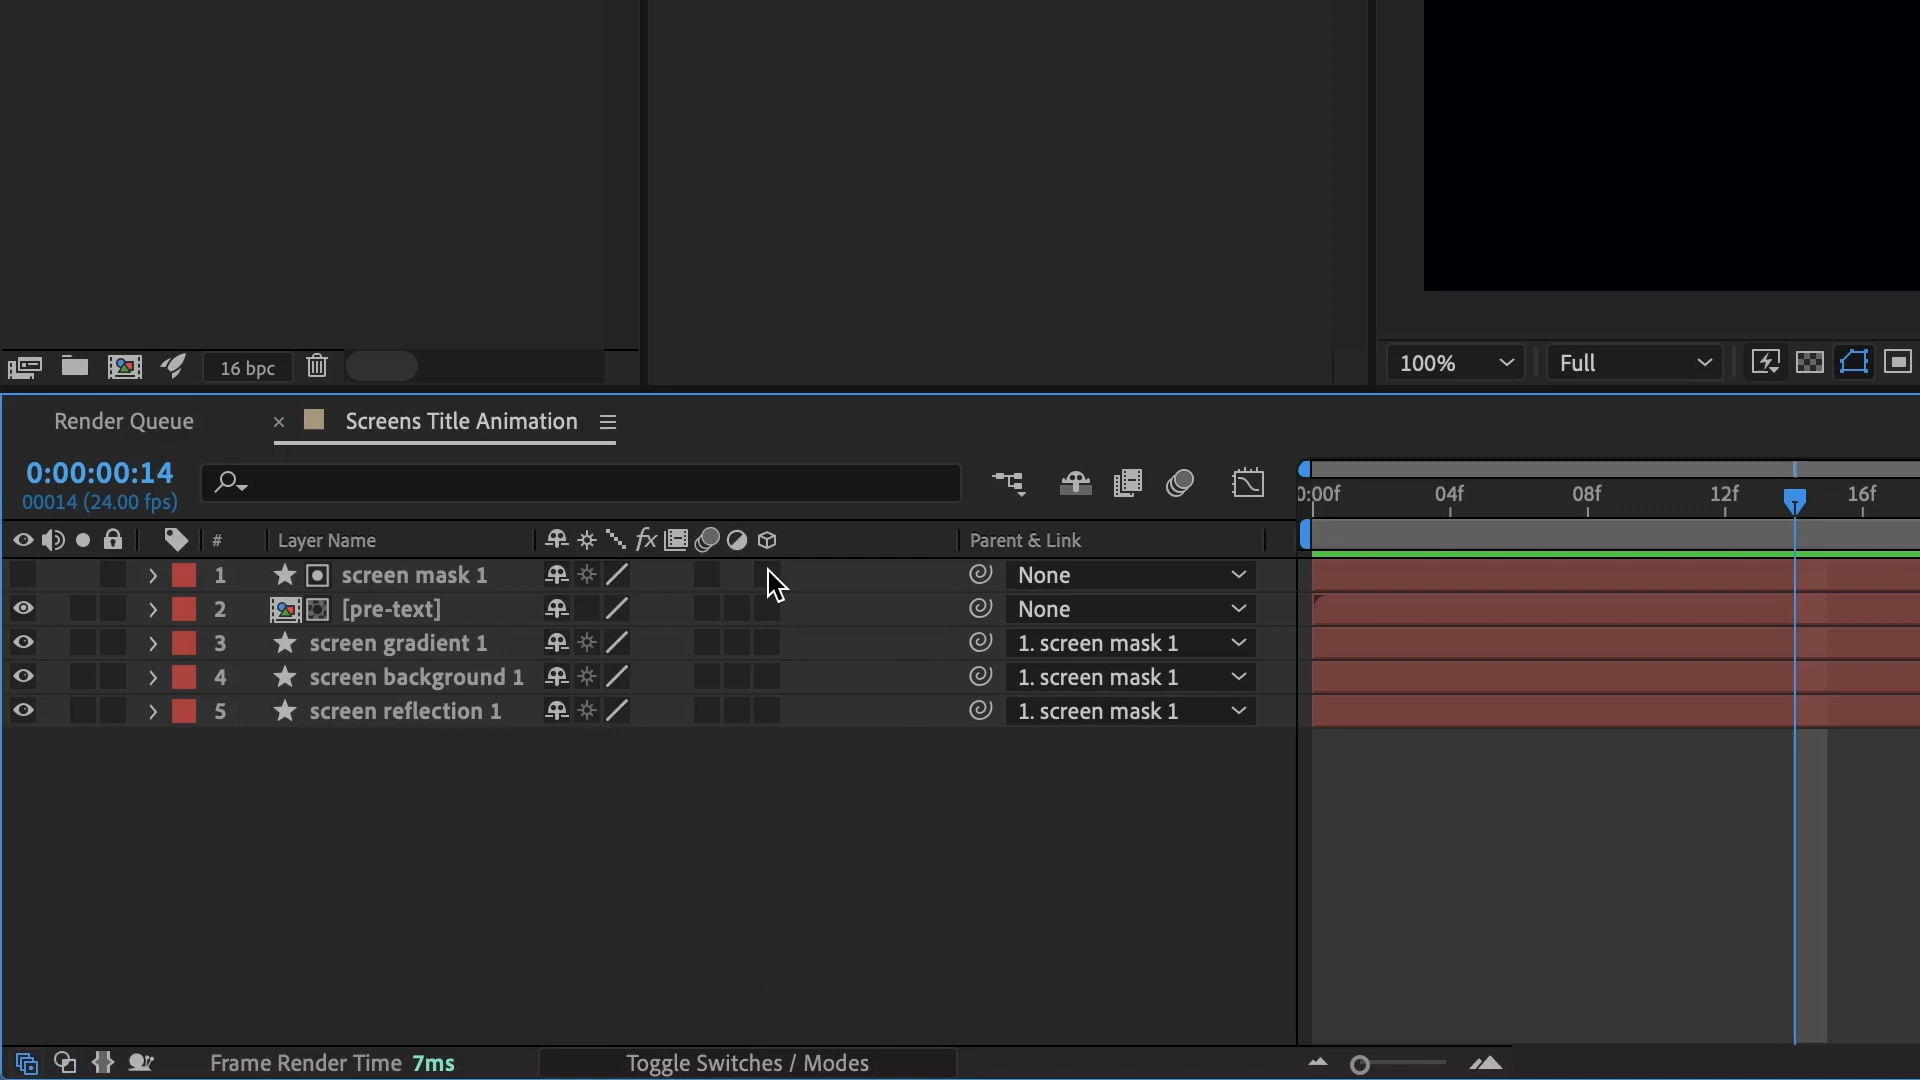 16 bpc
100%
Full
Render Queue
× Screens Title Animation
0:00:00:14
00014 (24.00 fps)
0:00f 04f 08f 12f 16f
# Layer Name fx Parent & Link
1 screen mask 1 None
2 [pre-text] None
3 screen gradient 1 1. screen mask 1
4 screen background 1 1. screen mask 1
5 screen reflection 1 1. screen mask 1
Frame Render Time 7ms
Toggle Switches / Modes